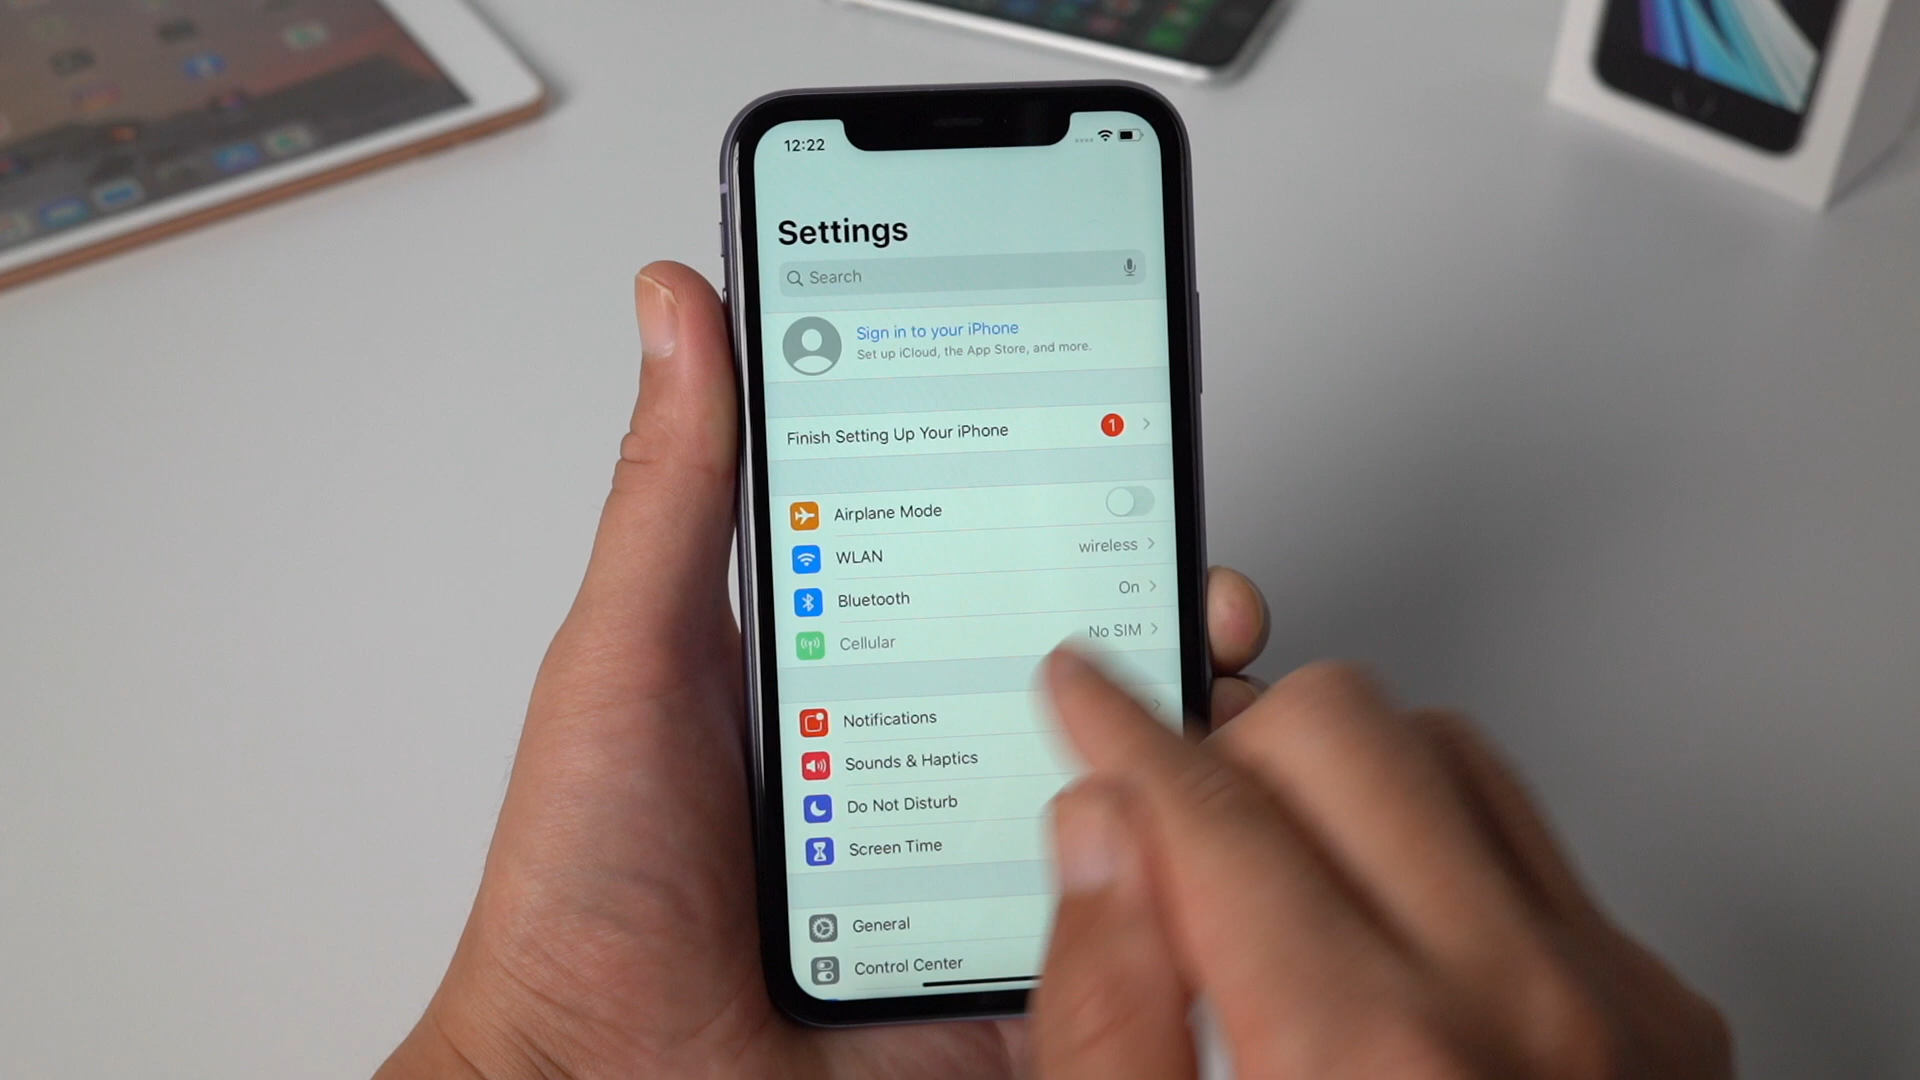 12:22
Settings
Search
Sign in to your iPhone
Set up iCloud, the App Store, and more.
Finish Setting Up Your iPhone 1
Airplane Mode
WLAN wireless
Bluetooth On
Cellular No SIM
Notifications
Sounds & Haptics
Do Not Disturb
Screen Time
General
Control Center